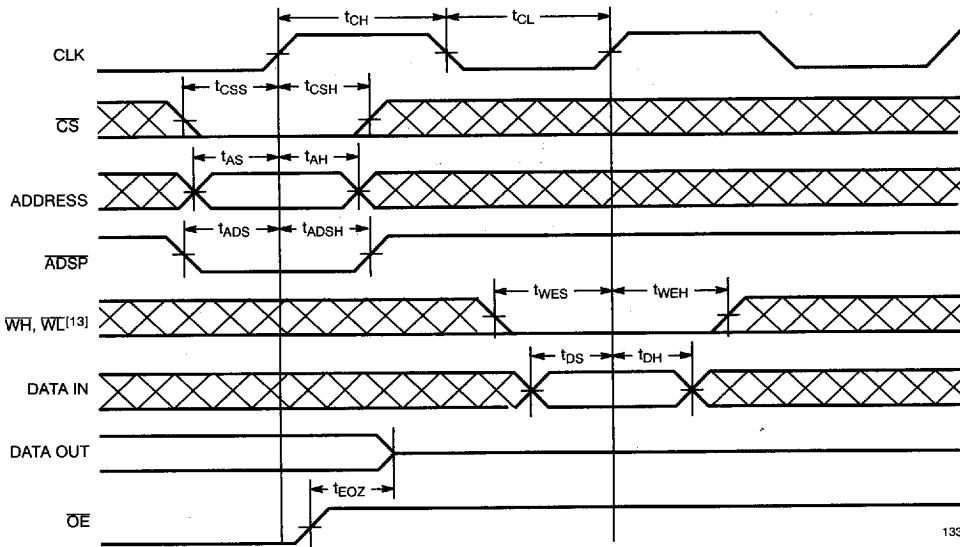 tCH tCL
CLK
tCSS tCSH
CS
tAS tAH
ADDRESS
tADS tADSH
ADSP
tWES tWEH
WH, WL[13]
tDS tDH
DATA IN
DATA OUT
tEOZ
OE
133